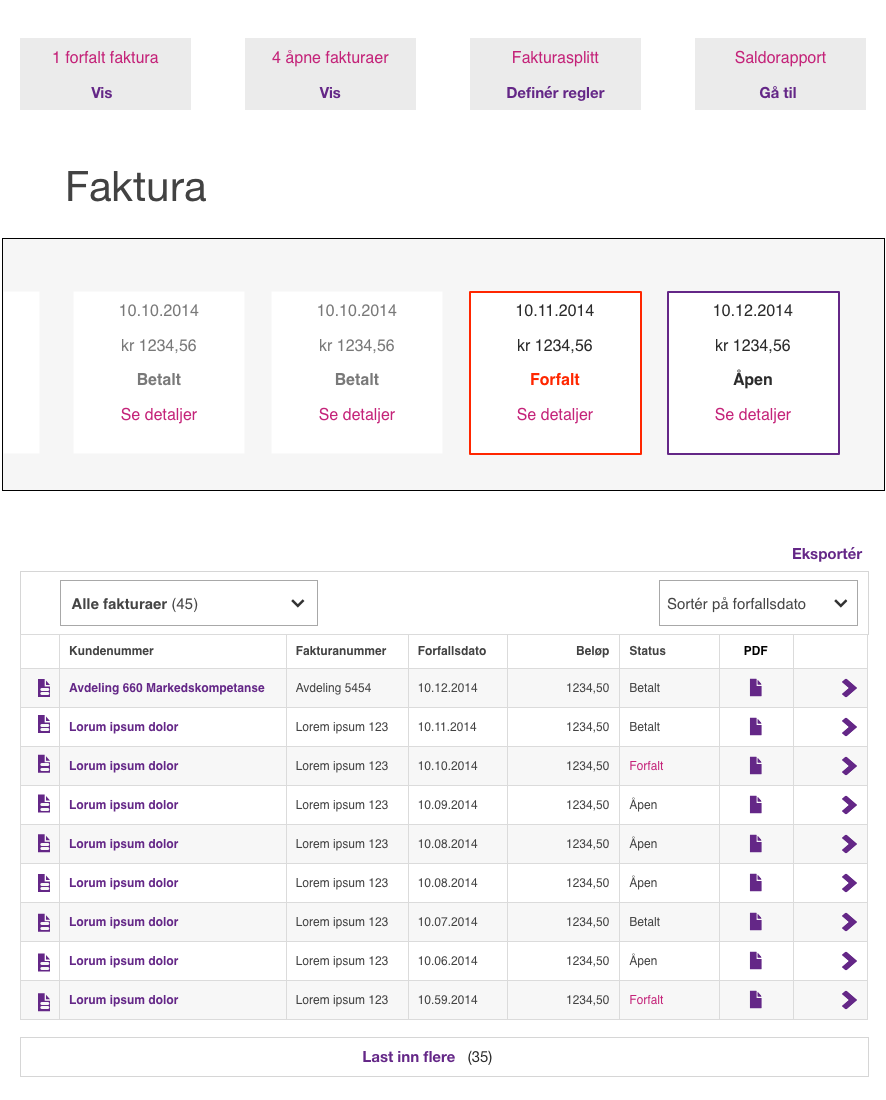 1 forfalt faktura 4 åpne fakturaer Fakturasplitt Saldorapport
Vis Vis Definér regler Gå til
Faktura
10.10.2014 10.10.2014 10.11.2014 10.12.2014
kr 1234,56 kr 1234,56 kr 1234,56 kr 1234,56
Betalt Betalt Forfalt Åpen
Se detaljer Se detaljer Se detaljer Se detaljer
Eksportér
Alle fakturaer (45) Sortér på forfallsdato
Kundenummer Fakturanummer Forfallsdato Beløp Status PDF
Avdeling 660 Markedskompetanse Avdeling 5454 10.12.2014 1234,50 Betalt
Lorum ipsum dolor Lorem ipsum 123 10.11.2014 1234,50 Betalt
Lorum ipsum dolor Lorem ipsum 123 10.10.2014 1234,50 Forfalt
Lorum ipsum dolor Lorem ipsum 123 10.09.2014 1234,50 Åpen
Lorum ipsum dolor Lorem ipsum 123 10.08.2014 1234,50 Åpen
Lorum ipsum dolor Lorem ipsum 123 10.08.2014 1234,50 Åpen
Lorum ipsum dolor Lorem ipsum 123 10.07.2014 1234,50 Betalt
Lorum ipsum dolor Lorem ipsum 123 10.06.2014 1234,50 Åpen
Lorum ipsum dolor Lorem ipsum 123 10.59.2014 1234,50 Forfalt
Last inn flere (35)